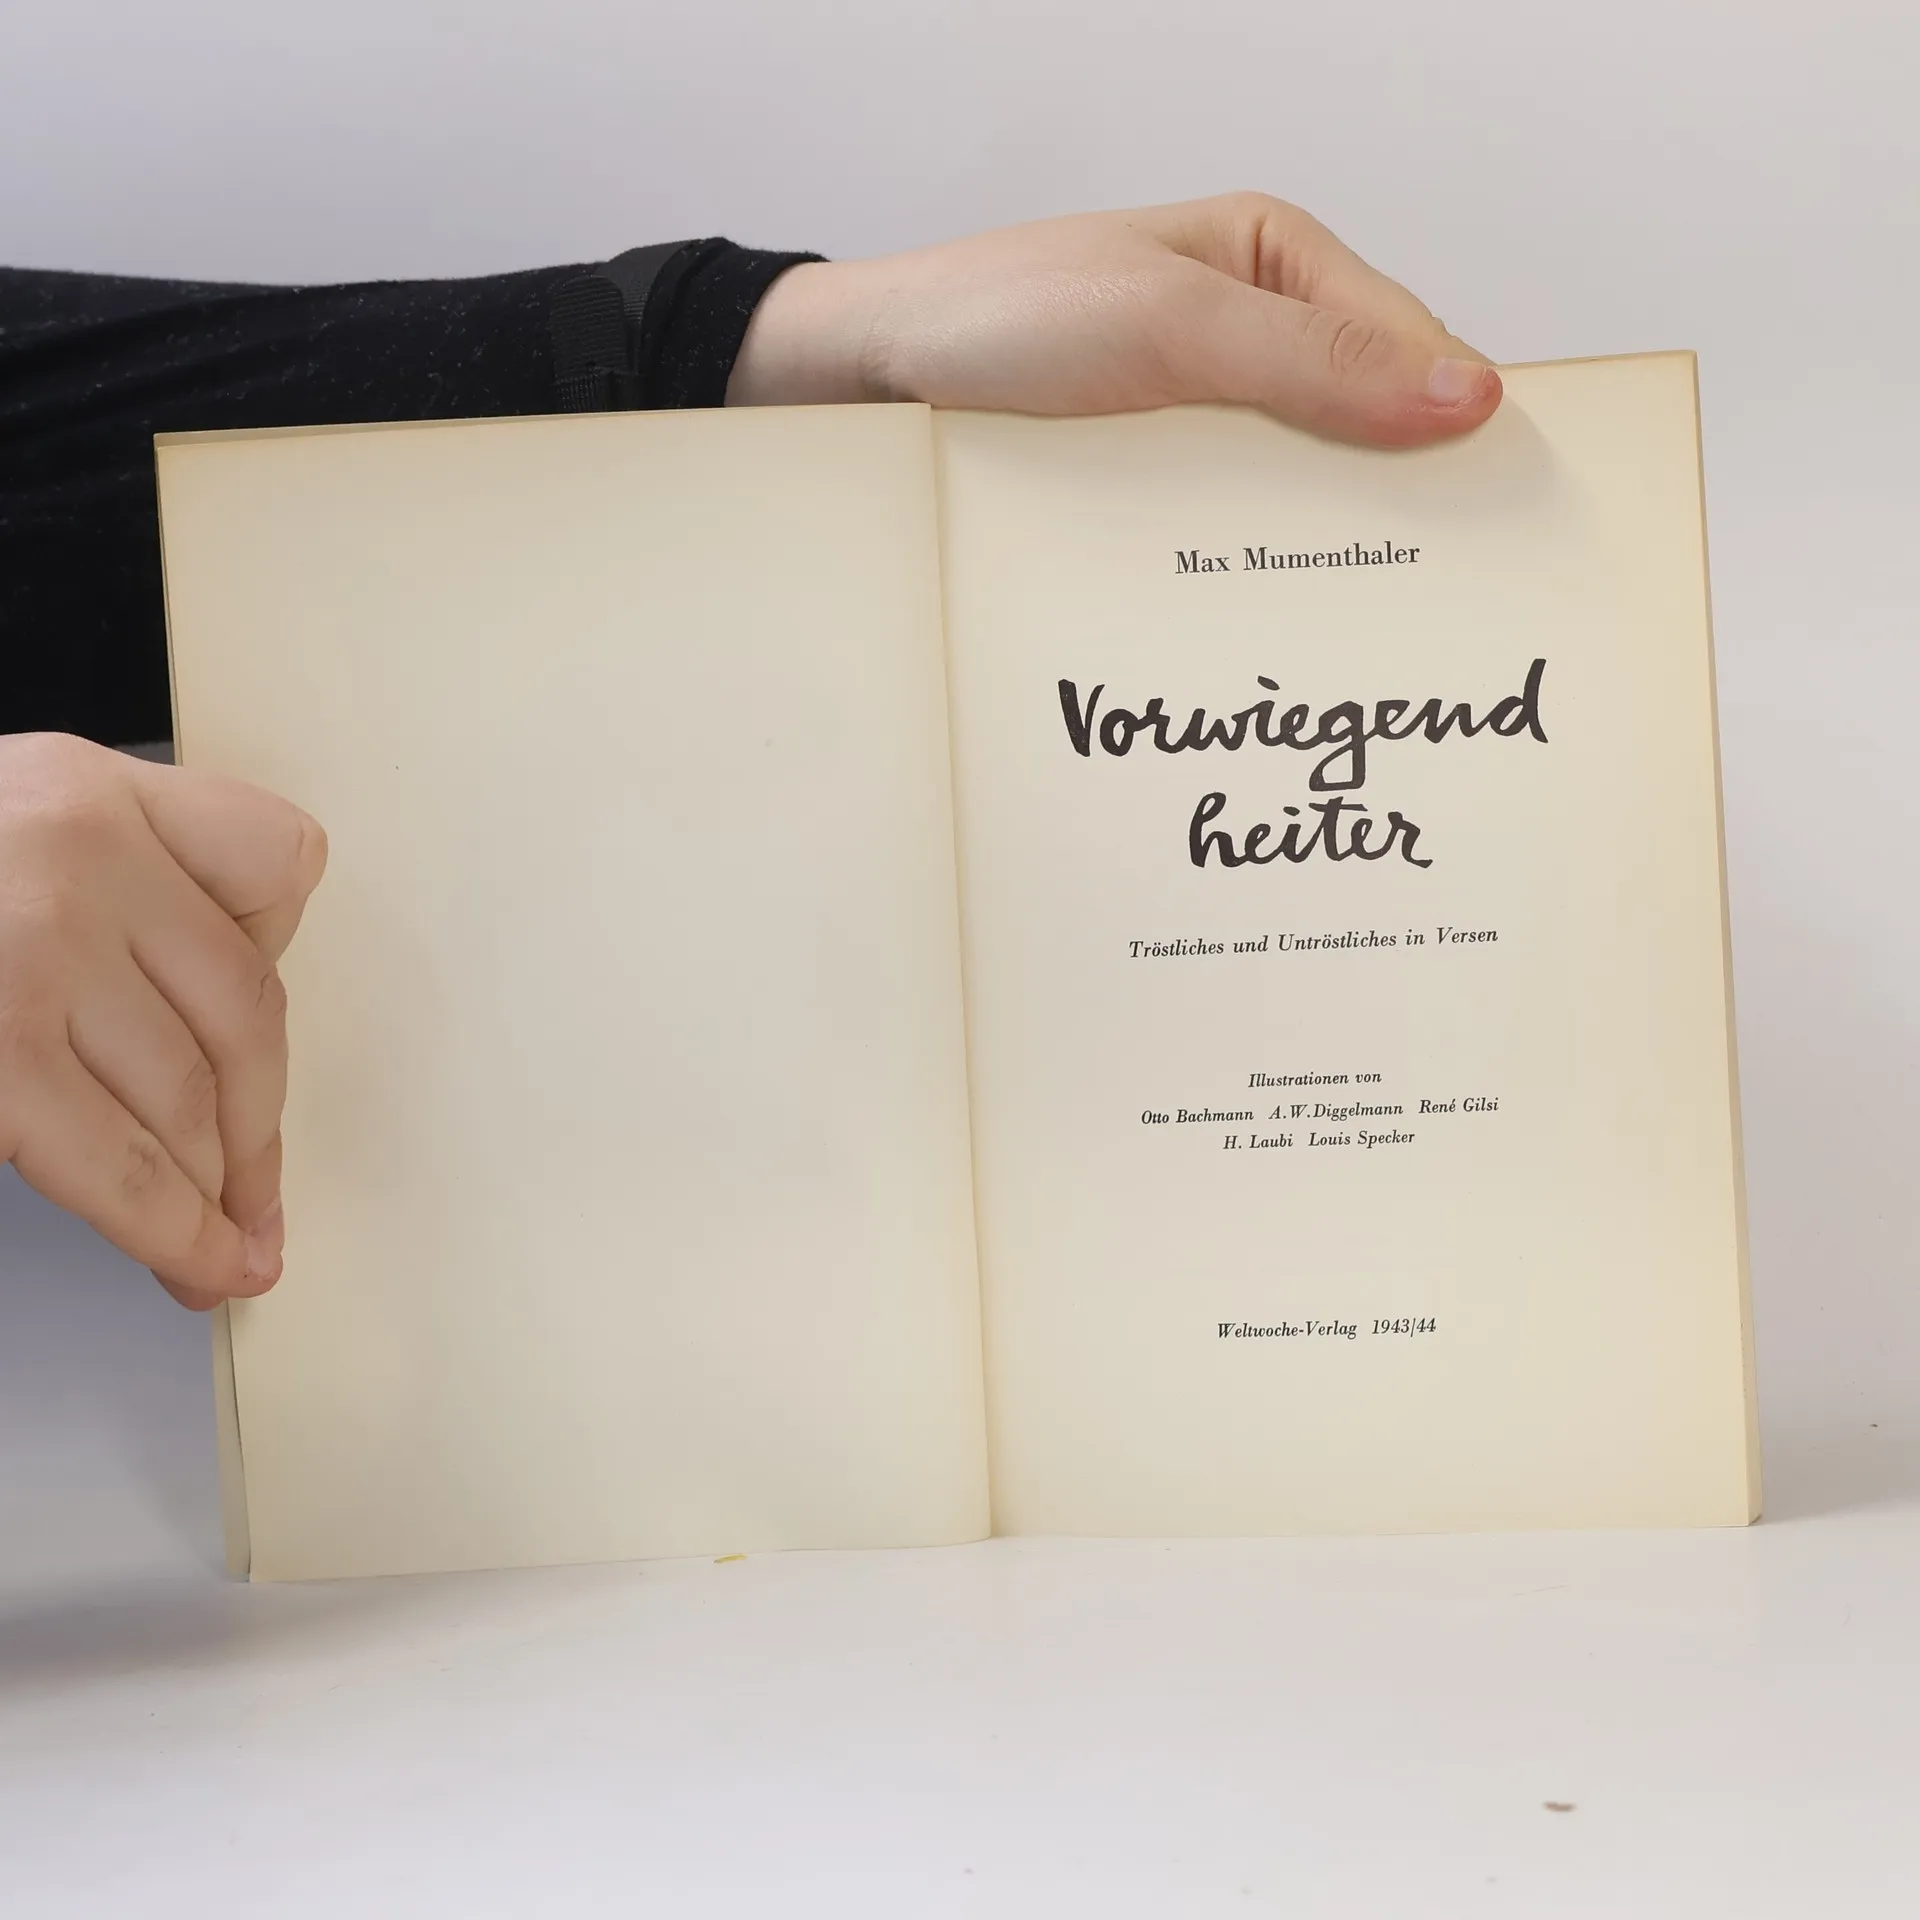 Max Mumenthaler
Vorwiegend
heiter
Tröstliches und Untröstliches in Versen
Illustrationen von
Otto Bachmann A.W.Diggelmann René Gilsi
H. Laubi Louis Specker
Weltwoche-Verlag 1943/44